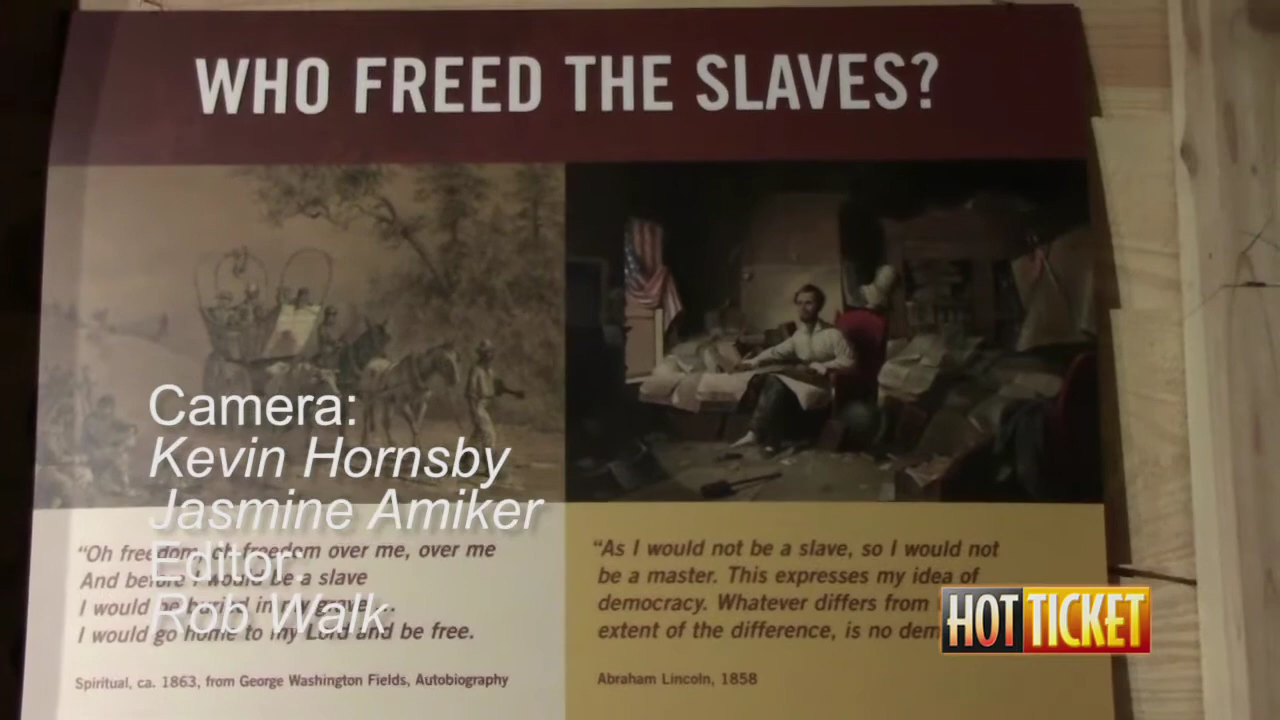 WHO FREED THE SLAVES?
Camera:
Kevin Hornsby
Jasmine Amiker
Editor:
Rob Walk
“Oh freedom, oh freedom over me, over me
And before I would be a slave
I would be buried in my grave...
I would go home to my Lord and be free.
Spiritual, ca. 1863, from George Washington Fields, Autobiography
“As I would not be a slave, so I would not
be a master. This expresses my idea of
democracy. Whatever differs from
extent of the difference, is no
Abraham Lincoln, 1858
HOT TICKET